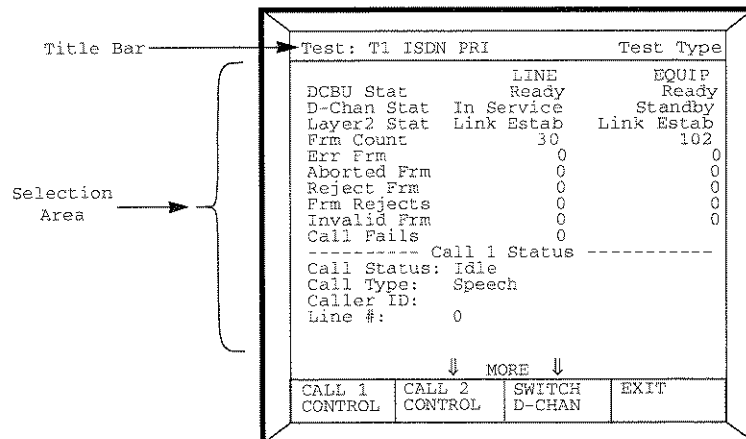 Title Bar
Test: T1 ISDN PRI Test Type
LINE EQUIP
DCBU Stat Ready Ready
D-Chan Stat In Service Standby
Layer2 Stat Link Estab Link Estab
Frm Count 30 102
Err Frm 0 0
Aborted Frm 0 0
Reject Frm 0 0
Frm Rejects 0 0
Invalid Frm 0 0
Call Fails 0
Selection
Area
---------- Call 1 Status -----------
Call Status: Idle
Call Type: Speech
Caller ID:
Line #: 0
⇓ MORE ⇓
CALL 1
CONTROL
CALL 2
CONTROL
SWITCH
D-CHAN
EXIT